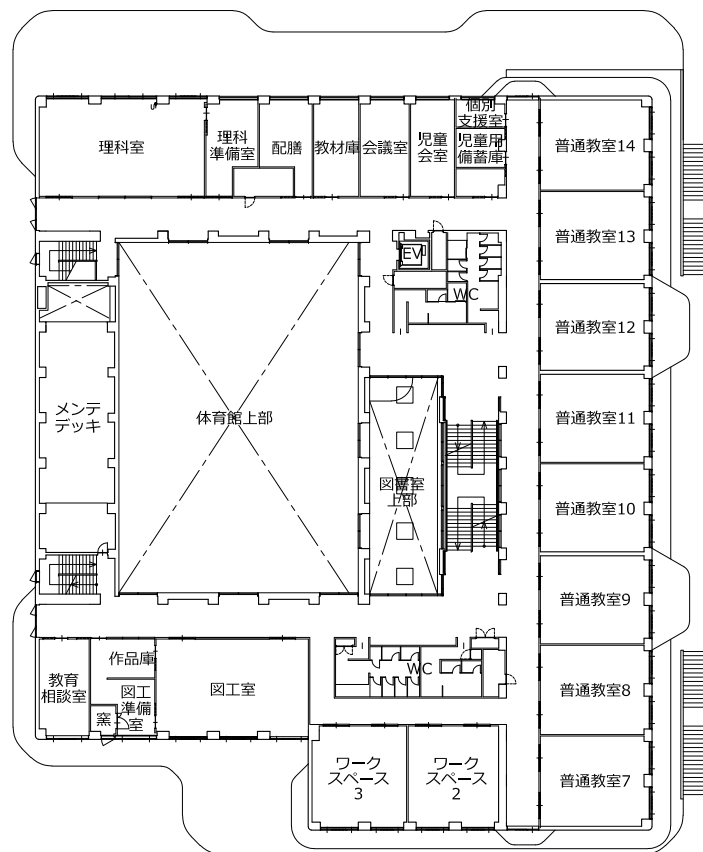 個別
支援室
理科室
理科
準備室
配膳
教材庫
会議室
児童
会室
児童用
備蓄庫
普通教室14
普通教室13
EV
WC
普通教室12
メンテ
デッキ
体育館上部
普通教室11
図書室
上部
普通教室10
普通教室9
教育
相談室
作品庫
図工
準備
室
窯
図工室
WC
普通教室8
ワーク
スペース
3
ワーク
スペース
2
普通教室7